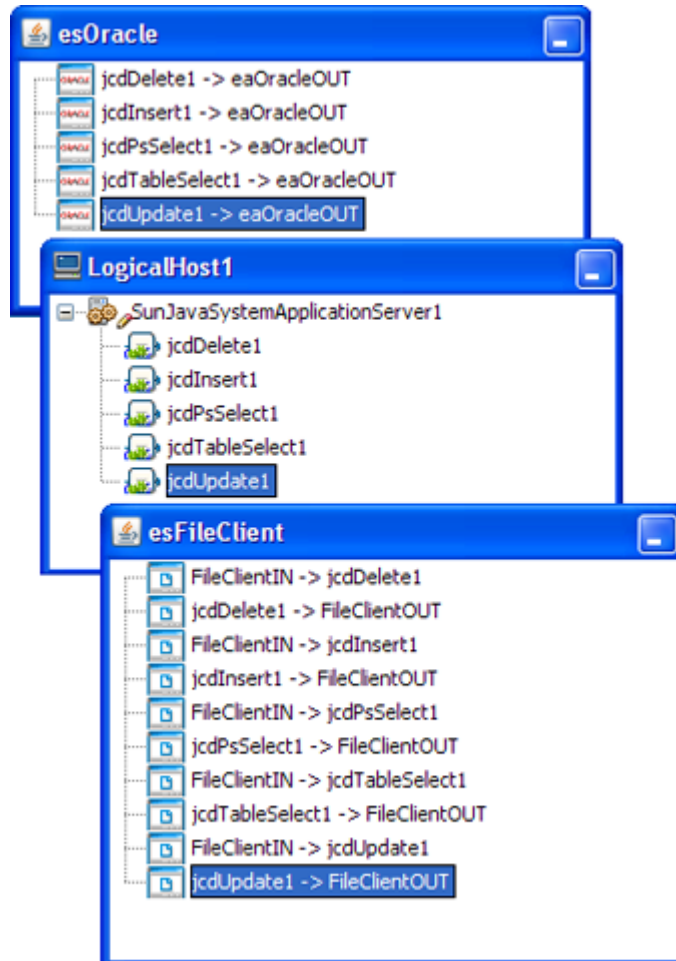 esOracle
jcdDelete1 -> eaOracleOUT
jcdInsert1 -> eaOracleOUT
jcdPsSelect1 -> eaOracleOUT
jcdTableSelect1 -> eaOracleOUT
jcdUpdate1 -> eaOracleOUT
LogicalHost1
SunJavaSystemApplicationServer1
jcdDelete1
jcdInsert1
jcdPsSelect1
jcdTableSelect1
jcdUpdate1
esFileClient
FileClientIN -> jcdDelete1
jcdDelete1 -> FileClientOUT
FileClientIN -> jcdInsert1
jcdInsert1 -> FileClientOUT
FileClientIN -> jcdPsSelect1
jcdPsSelect1 -> FileClientOUT
FileClientIN -> jcdTableSelect1
jcdTableSelect1 -> FileClientOUT
FileClientIN -> jcdUpdate1
jcdUpdate1 -> FileClientOUT